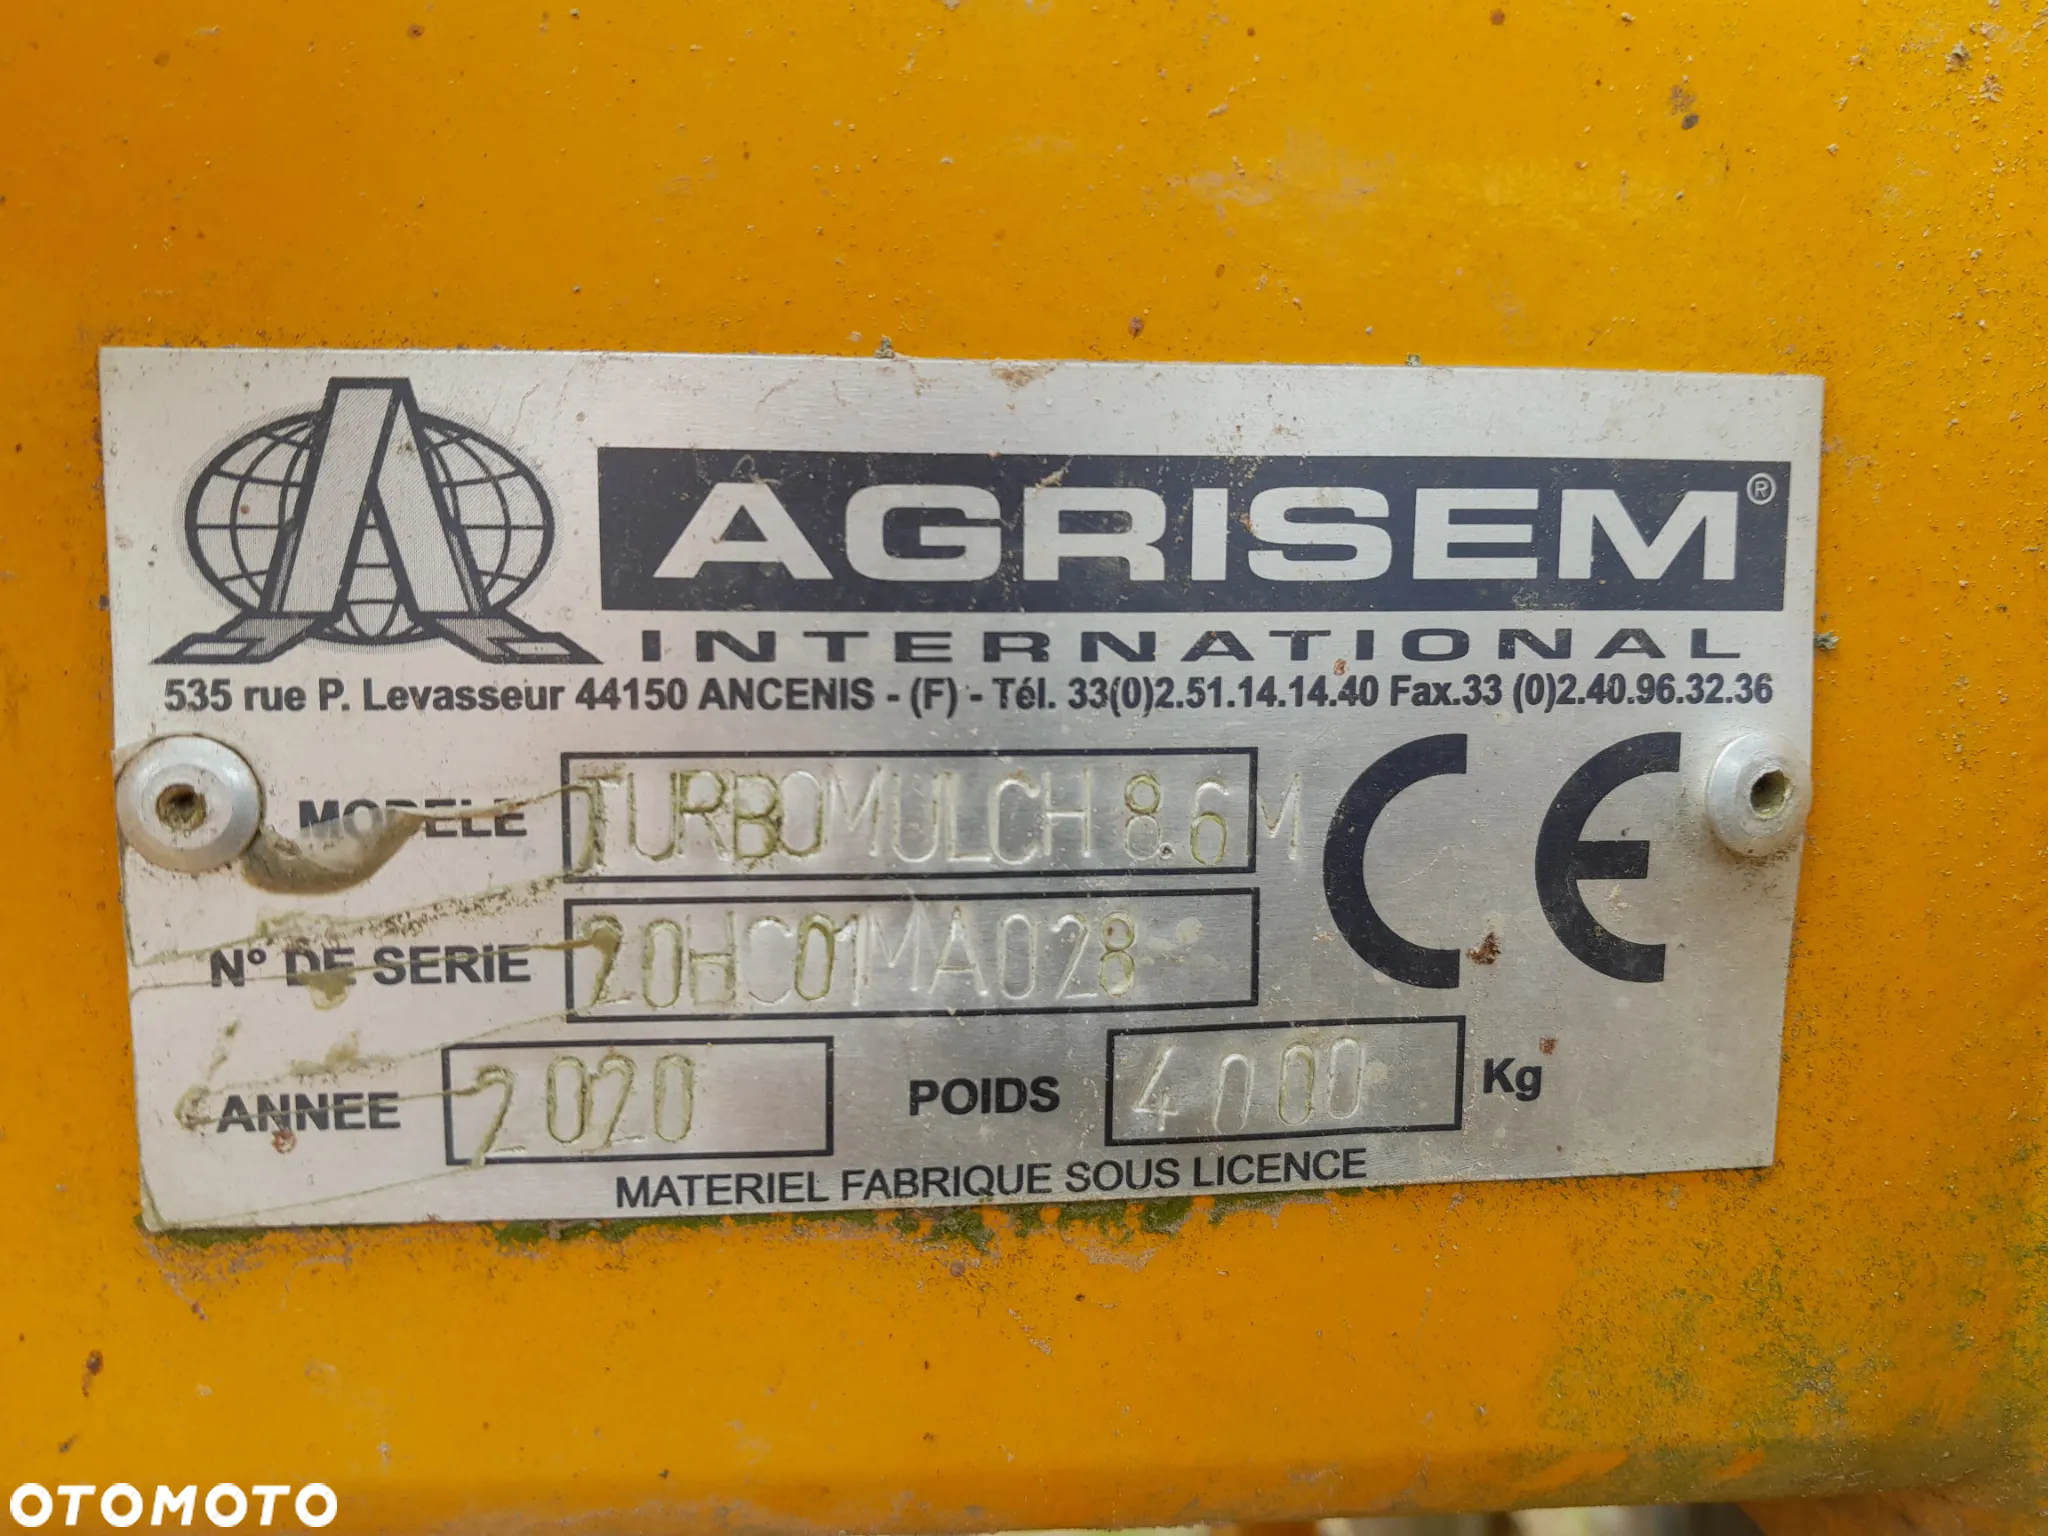 AGRISEM®
INTERNATIONAL
535 rue P. Levasseur 44150 ANCENIS - (F) - Tél. 33(0)2.51.14.14.40 Fax.33 (0)2.40.96.32.36
MODELE TURBOMULCH 8.6 M
N° DE SERIE 20HC01MA028
ANNEE 2020 POIDS 4000 Kg
CE
MATERIEL FABRIQUE SOUS LICENCE
OTOMOTO